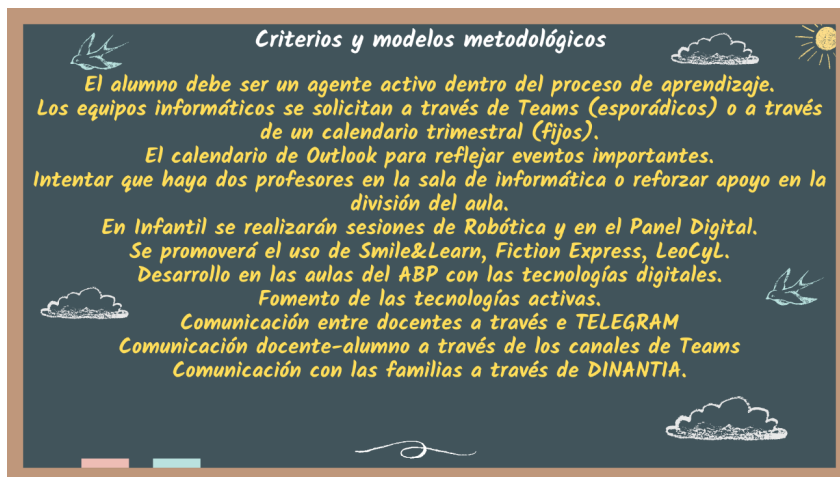 Criterios y modelos metodológicos
El alumno debe ser un agente activo dentro del proceso de aprendizaje.
Los equipos informáticos se solicitan a través de Teams (esporádicos) o a través
de un calendario trimestral (fijos).
El calendario de Outlook para reflejar eventos importantes.
Intentar que haya dos profesores en la sala de informática o reforzar apoyo en la
división del aula.
En Infantil se realizarán sesiones de Robótica y en el Panel Digital.
Se promoverá el uso de Smile&Learn, Fiction Express, LeoCyL.
Desarrollo en las aulas del ABP con las tecnologías digitales.
Fomento de las tecnologías activas.
Comunicación entre docentes a través e TELEGRAM
Comunicación docente-alumno a través de los canales de Teams
Comunicación con las familias a través de DINANTIA.